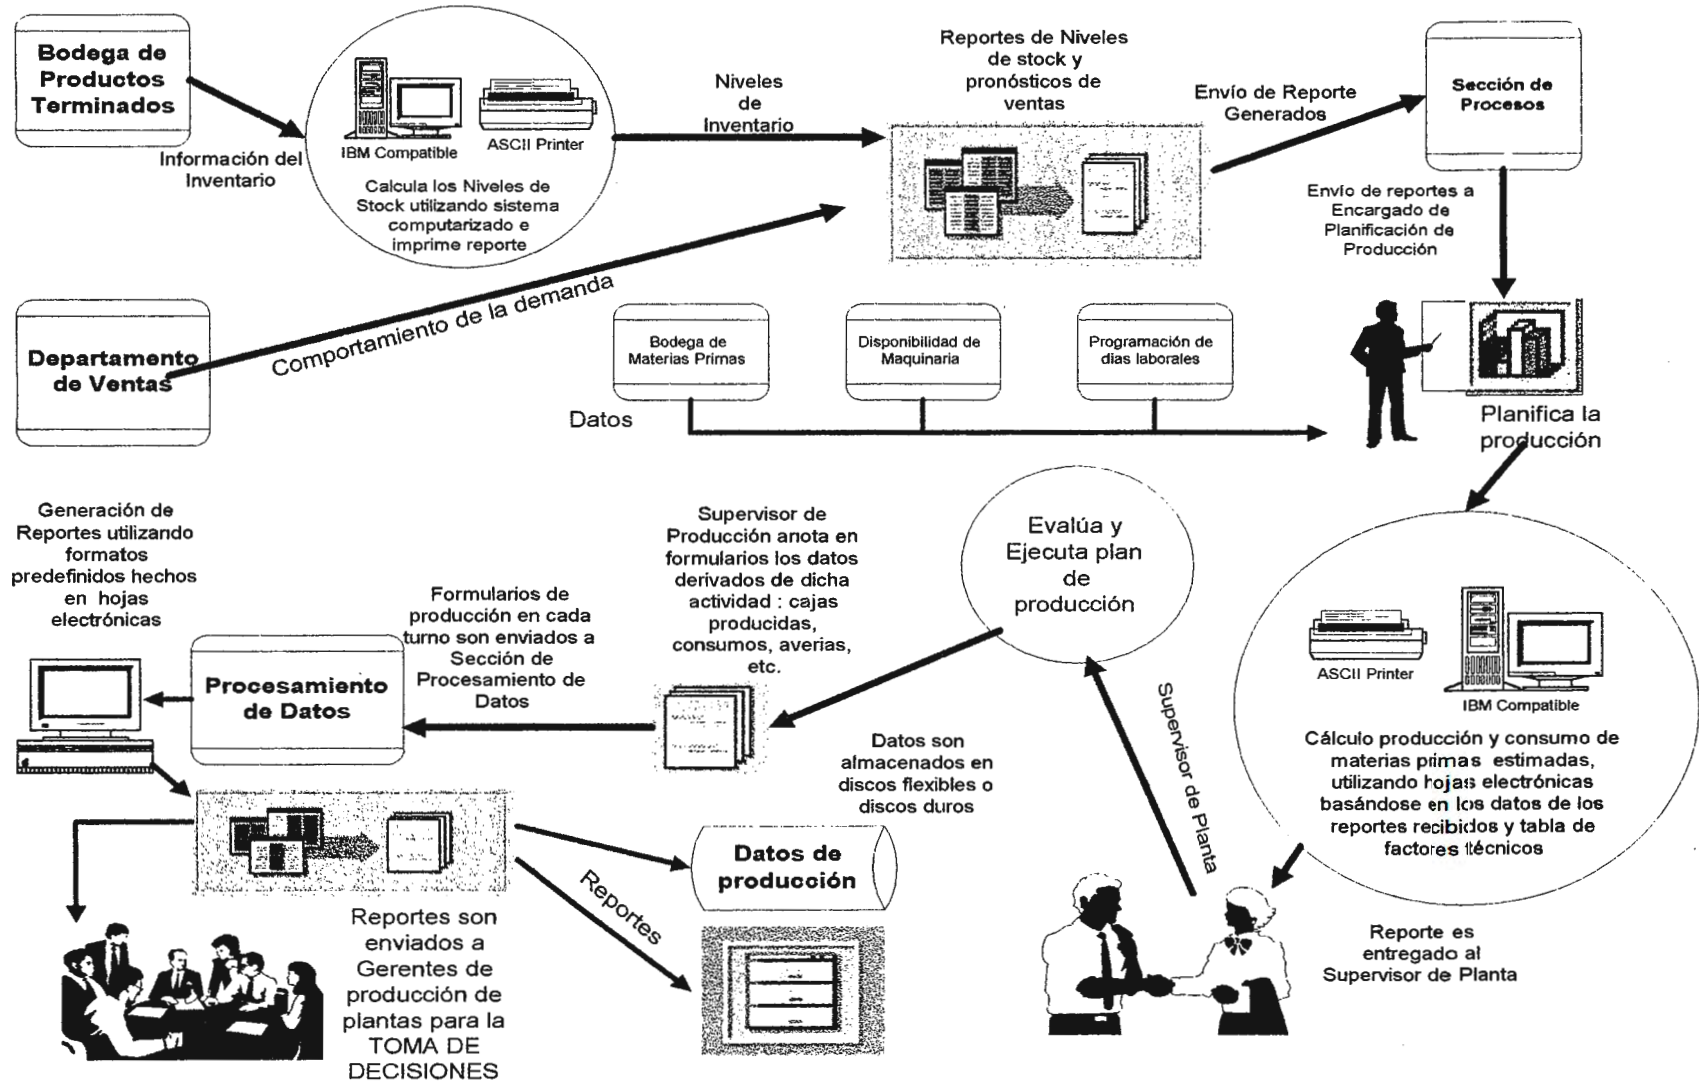 Bodega de
Productos
Terminados
Información del
Inventario
IBM Compatible
ASCII Printer
Calcula los Niveles de
Stock utilizando sistema
computarizado e
imprime reporte
Niveles
de
Inventario
Reportes de Niveles
de stock y
pronósticos de
ventas
Envío de Reporte
Generados
Sección de
Procesos
Envío de reportes a
Encargado de
Planificación de
Producción
Departamento
de Ventas
Comportamiento de la demanda
Bodega de
Materias Primas
Disponibilidad de
Maquinaria
Programación de
dias laborales
Datos
Planifica la
producción
Generación de
Reportes utilizando
formatos
predefinidos hechos
en hojas
electrónicas
Procesamiento
de Datos
Formularios de
producción en cada
turno son enviados a
Sección de
Procesamiento de
Datos
Supervisor de
Producción anota en
formularios los datos
derivados de dicha
actividad : cajas
producidas,
consumos, averias,
etc.
Evalúa y
Ejecuta plan
de
producción
Supervisor de Planta
ASCII Printer
IBM Compatible
Cálculo producción y consumo de
materias primas estimadas,
utilizando hojas electrónicas
basándose en los datos de los
reportes recibidos y tabla de
factores técnicos
Datos son
almacenados en
discos flexibles o
discos duros
Datos de
producción
Reportes
Reportes son
enviados a
Gerentes de
producción de
plantas para la
TOMA DE
DECISIONES
Reporte es
entregado al
Supervisor de Planta